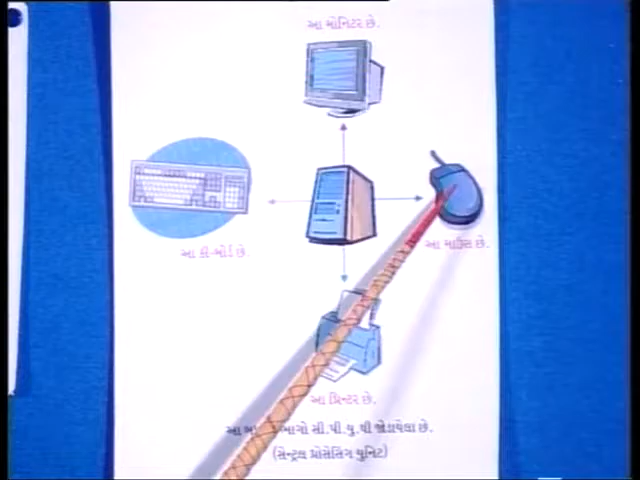 આ મોનિટર છે.
આ કી-બોર્ડ છે.
આ માઉસ છે.
આ પ્રિન્ટર છે.
આ ભાગો સી.પી.યુ.થી જોડાયેલા છે.
(સેન્ટ્રલ પ્રોસેસિંગ યુનિટ)